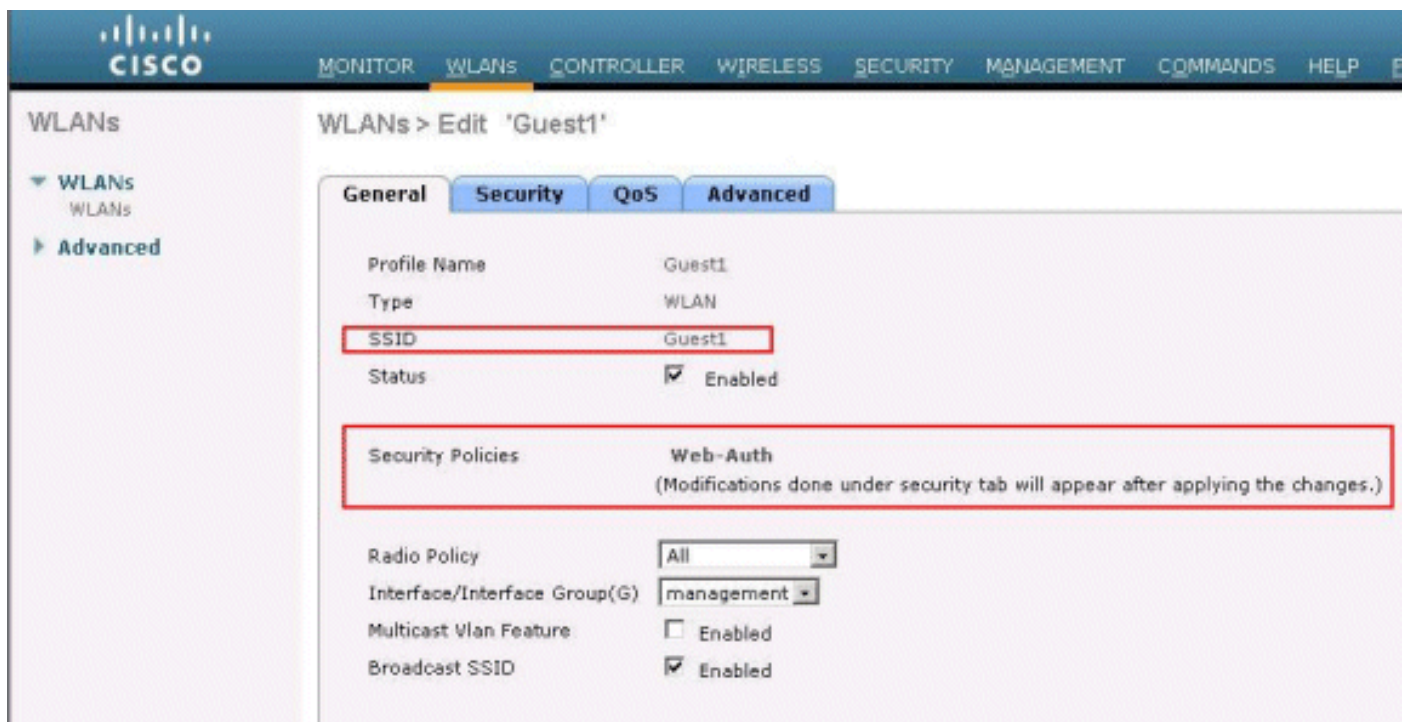 CISCO
MONITOR WLANs CONTROLLER WIRELESS SECURITY MANAGEMENT COMMANDS HELP
WLANs
WLANs > Edit 'Guest1'
WLANs
WLANs
Advanced
General Security QoS Advanced
Profile Name Guest1
Type WLAN
SSID Guest1
Status Enabled
Security Policies Web-Auth
(Modifications done under security tab will appear after applying the changes.)
Radio Policy All
Interface/Interface Group(G) management
Multicast Vlan Feature Enabled
Broadcast SSID Enabled